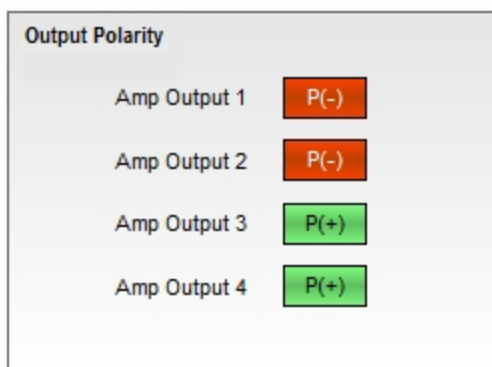 Output Polarity
Amp Output 1 P(-)
Amp Output 2 P(-)
Amp Output 3 P(+)
Amp Output 4 P(+)